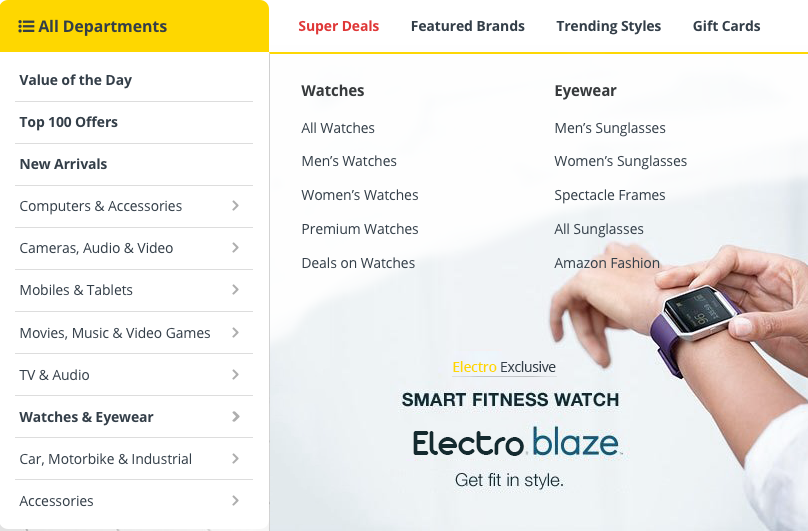 All Departments
Super Deals
Featured Brands
Trending Styles
Gift Cards
Value of the Day
Top 100 Offers
New Arrivals
Computers & Accessories
Cameras, Audio & Video
Mobiles & Tablets
Movies, Music & Video Games
TV & Audio
Watches & Eyewear
Car, Motorbike & Industrial
Accessories
Watches
All Watches
Men’s Watches
Women’s Watches
Premium Watches
Deals on Watches
Eyewear
Men’s Sunglasses
Women’s Sunglasses
Spectacle Frames
All Sunglasses
Amazon Fashion
Electro Exclusive
SMART FITNESS WATCH
Electro blaze
Get fit in style.